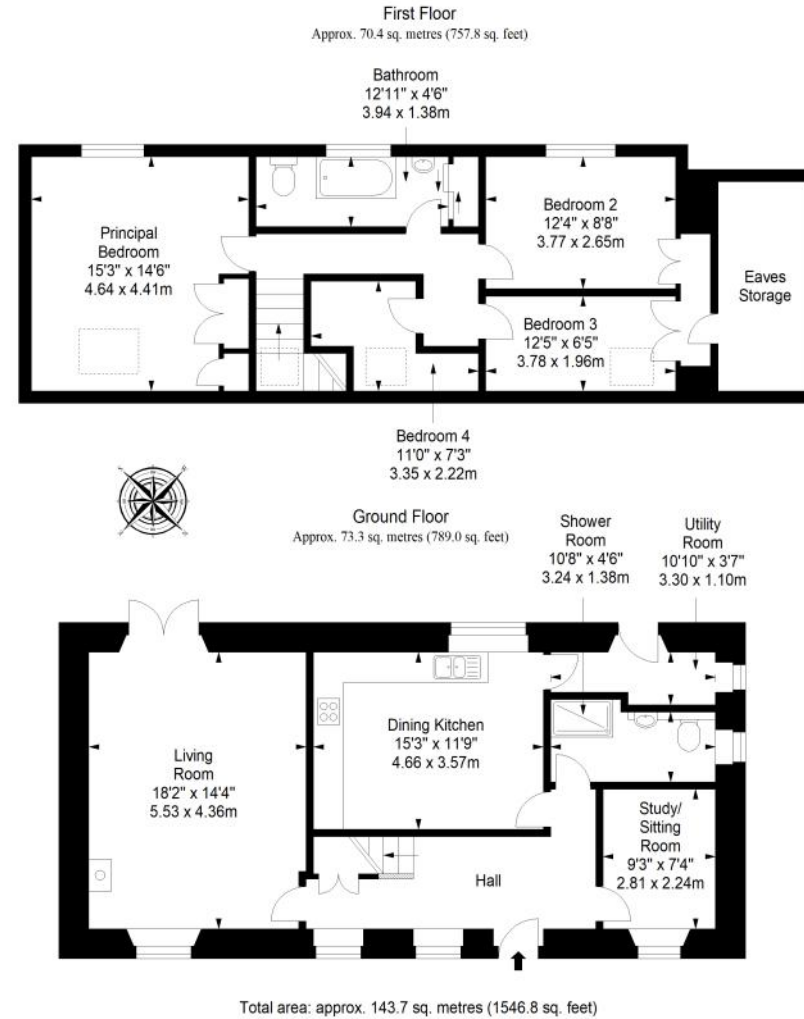 First Floor
Approx. 70.4 sq. metres (757.8 sq. feet)
Bathroom
12'11" x 4'6"
3.94 x 1.38m
Principal
Bedroom
15'3" x 14'6"
4.64 x 4.41m
Bedroom 2
12'4" x 8'8"
3.77 x 2.65m
Eaves
Storage
Bedroom 3
12'5" x 6'5"
3.78 x 1.96m
Bedroom 4
11'0" x 7'3"
3.35 x 2.22m
Ground Floor
Approx. 73.3 sq. metres (789.0 sq. feet)
Shower
Room
10'8" x 4'6"
3.24 x 1.38m
Utility
Room
10'10" x 3'7"
3.30 x 1.10m
Living
Room
18'2" x 14'4"
5.53 x 4.36m
Dining Kitchen
15'3" x 11'9"
4.66 x 3.57m
Study/
Sitting
Room
9'3" x 7'4"
2.81 x 2.24m
Hall
Total area: approx. 143.7 sq. metres (1546.8 sq. feet)